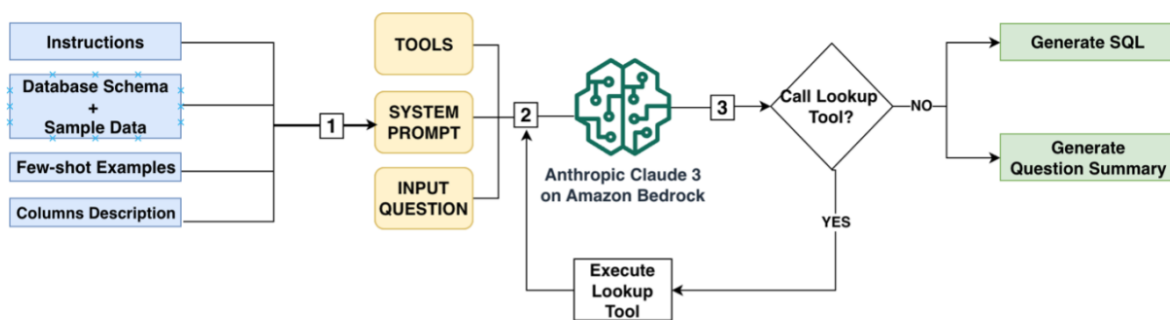 Instructions
Database Schema
+
Sample Data
Few-shot Examples
Columns Description
1
TOOLS
SYSTEM
PROMPT
INPUT
QUESTION
2
Anthropic Claude 3
on Amazon Bedrock
3
Call Lookup
Tool?
NO
YES
Execute
Lookup
Tool
Generate SQL
Generate
Question Summary